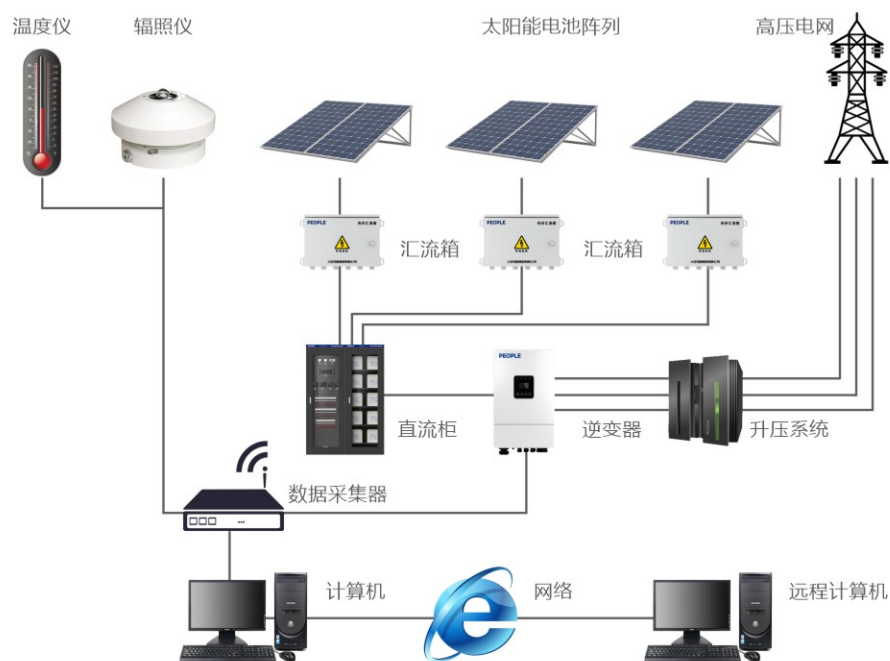 温度仪
辐照仪
太阳能电池阵列
高压电网
PEOPLE
汇流箱
PEOPLE
汇流箱
PEOPLE
PEOPLE
直流柜
逆变器
升压系统
数据采集器
计算机
网络
远程计算机